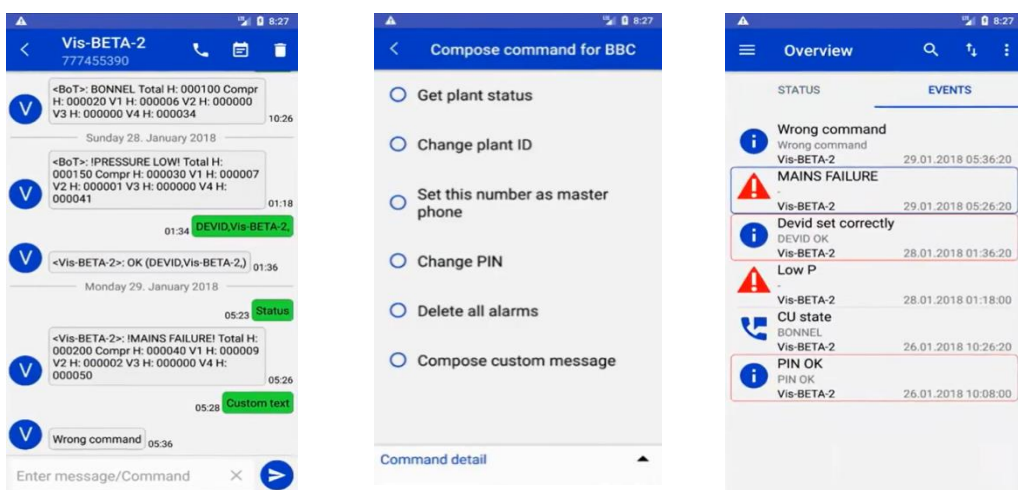 8:27
Vis-BETA-2
777455390
<BoT>: BONNEL Total H: 000100 Compr
H: 000020 V1 H: 000006 V2 H: 000000
V3 H: 000000 V4 H: 000034
10:26
Sunday 28. January 2018
<BoT>: !PRESSURE LOW! Total H:
000150 Compr H: 000030 V1 H: 000007
V2 H: 000001 V3 H: 000000 V4 H:
000041
V
V
01:18
01:34 DEVID,Vis-BETA-2,
V
<Vis-BETA-2>: OK (DEVID,Vis-BETA-2,) 01:36
Monday 29. January 2018
05:23 Status
<Vis-BETA-2>: !MAINS FAILURE! Total H:
000200 Compr H: 000040 V1 H: 000009
V2 H: 000002 V3 H: 000000 V4 H:
000050
V
05:26
05:28 Custom text
V
Wrong command 05:36
Enter message/Command
8:27
Compose command for BBC
Get plant status
Change plant ID
Set this number as master
phone
Change PIN
Delete all alarms
Compose custom message
Command detail
8:27
Overview
STATUS EVENTS
Wrong command
Wrong command
Vis-BETA-2 29.01.2018 05:36:20
MAINS FAILURE
-
Vis-BETA-2 29.01.2018 05:26:20
Devid set correctly
DEVID OK
Vis-BETA-2 28.01.2018 01:36:20
Low P
-
Vis-BETA-2 28.01.2018 01:18:00
CU state
BONNEL
Vis-BETA-2 26.01.2018 10:26:20
PIN OK
PIN OK
Vis-BETA-2 26.01.2018 10:08:00